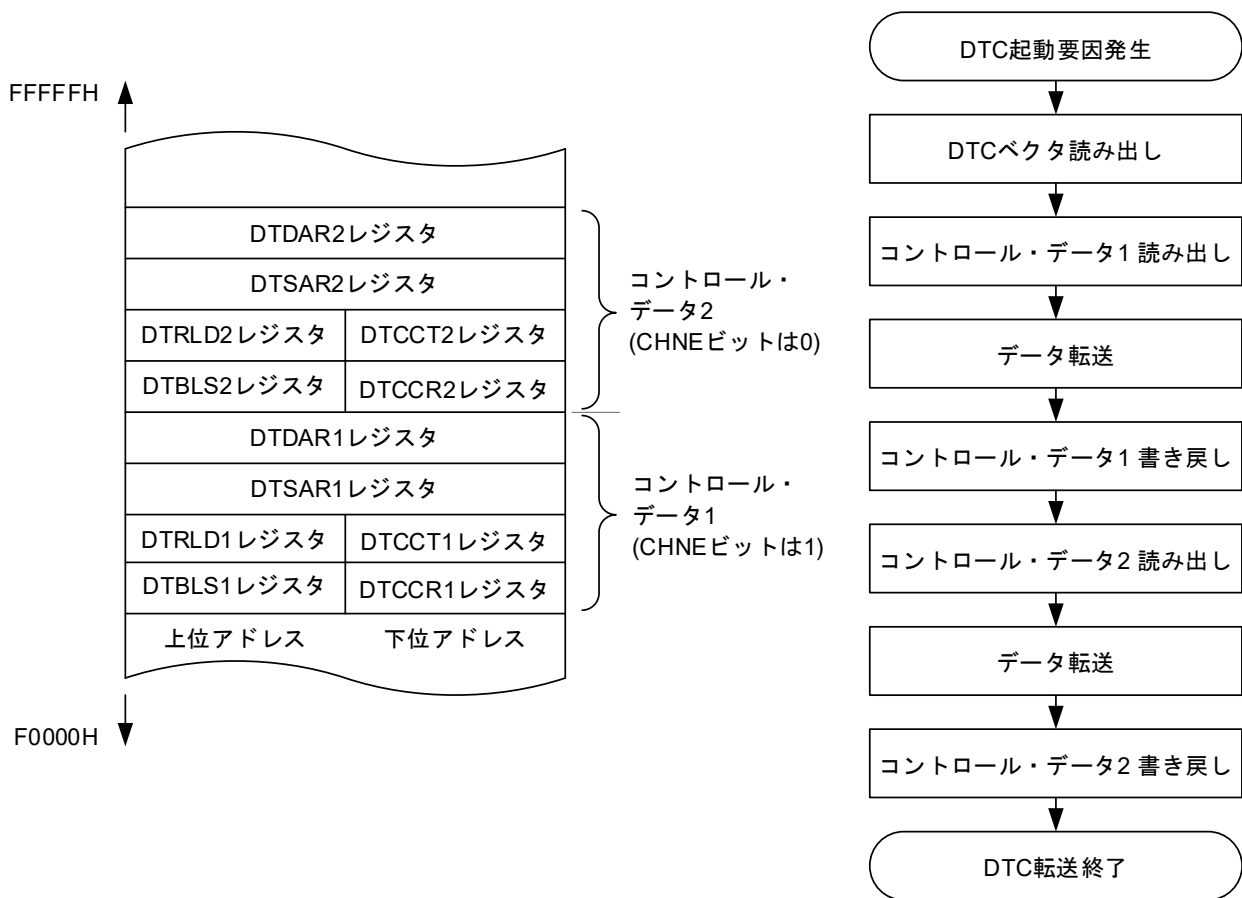 FFFFFH
DTDAR2レジスタ
DTSAR2レジスタ
DTRLD2レジスタ DTCCT2レジスタ
DTBLS2レジスタ DTCCR2レジスタ
DTDAR1レジスタ
DTSAR1レジスタ
DTRLD1レジスタ DTCCT1レジスタ
DTBLS1レジスタ DTCCR1レジスタ
上位アドレス 下位アドレス
F0000H
コントロール・
データ2
(CHNEビットは0)
コントロール・
データ1
(CHNEビットは1)
DTC起動要因発生
DTCベクタ読み出し
コントロール・データ1 読み出し
データ転送
コントロール・データ1 書き戻し
コントロール・データ2 読み出し
データ転送
コントロール・データ2 書き戻し
DTC転送終了